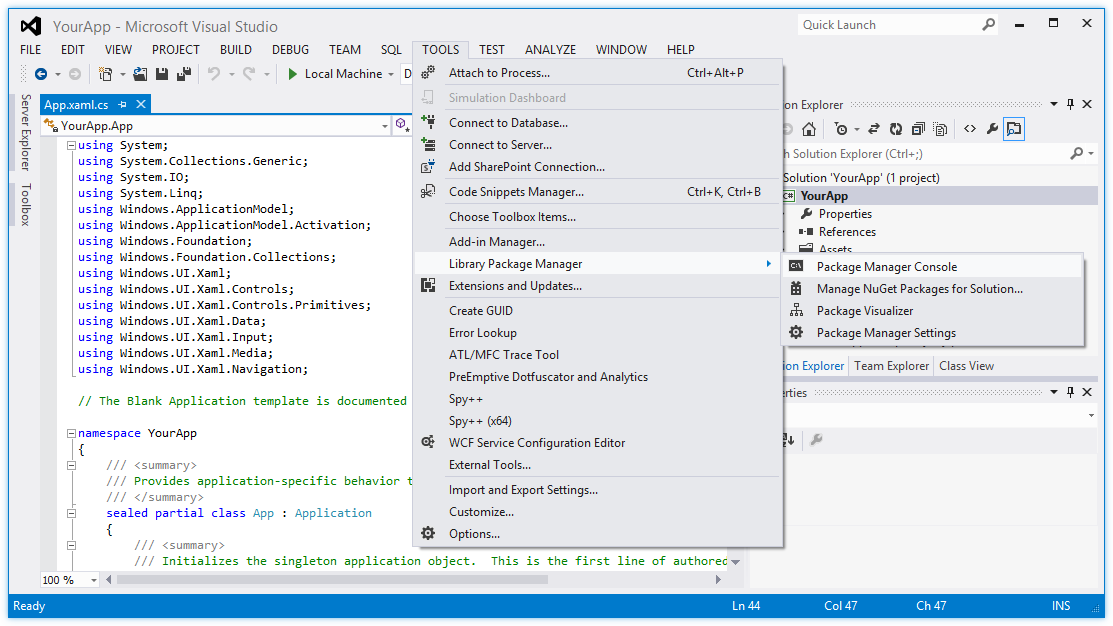 YourApp - Microsoft Visual Studio
Quick Launch
FILE EDIT VIEW PROJECT BUILD DEBUG TEAM SQL TOOLS TEST ANALYZE WINDOW HELP
Local Machine
Server Explorer
Toolbox
App.xaml.cs
YourApp.App
using System;
using System.Collections.Generic;
using System.IO;
using System.Linq;
using Windows.ApplicationModel;
using Windows.ApplicationModel.Activation;
using Windows.Foundation;
using Windows.Foundation.Collections;
using Windows.UI.Xaml;
using Windows.UI.Xaml.Controls;
using Windows.UI.Xaml.Controls.Primitives;
using Windows.UI.Xaml.Data;
using Windows.UI.Xaml.Input;
using Windows.UI.Xaml.Media;
using Windows.UI.Xaml.Navigation;
// The Blank Application template is documented
namespace YourApp
{
/// <summary>
/// Provides application-specific behavior t
/// </summary>
sealed partial class App : Application
{
/// <summary>
/// Initializes the singleton application object.  This is the first line of authored
100 %
Attach to Process... Ctrl+Alt+P
Simulation Dashboard
Connect to Database...
Connect to Server...
Add SharePoint Connection...
Code Snippets Manager... Ctrl+K, Ctrl+B
Choose Toolbox Items...
Add-in Manager...
Library Package Manager
Extensions and Updates...
Create GUID
Error Lookup
ATL/MFC Trace Tool
PreEmptive Dotfuscator and Analytics
Spy++
Spy++ (x64)
WCF Service Configuration Editor
External Tools...
Import and Export Settings...
Customize...
Options...
Package Manager Console
Manage NuGet Packages for Solution...
Package Visualizer
Package Manager Settings
on Explorer
h Solution Explorer (Ctrl+;)
Solution 'YourApp' (1 project)
C# YourApp
Properties
References
Assets
ion Explorer Team Explorer Class View
erties
Ready Ln 44 Col 47 Ch 47 INS